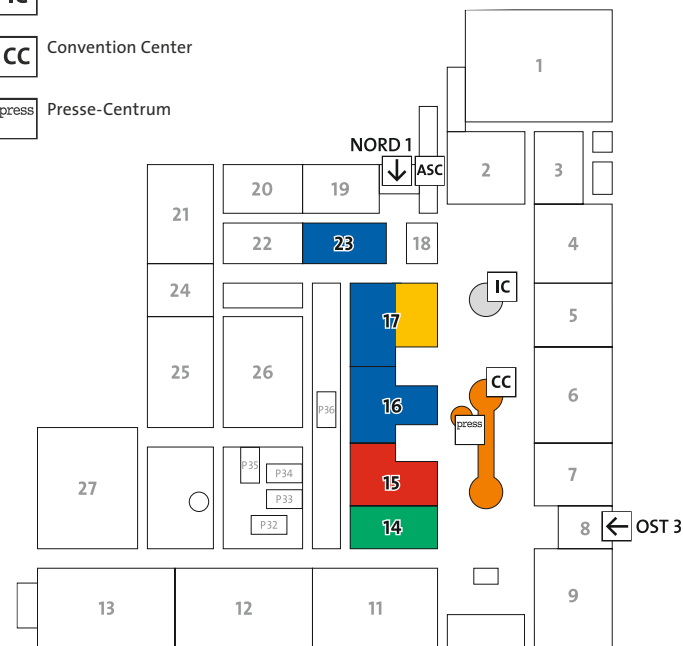 IC
CC Convention Center
press Presse-Centrum
1
NORD 1
ASC
2
3
20
19
21
22
23
18
4
24
IC
17
5
25
26
CC
P36
16
6
press
P35
P34
15
7
27
P33
14
P32
8
OST 3
13
12
11
9